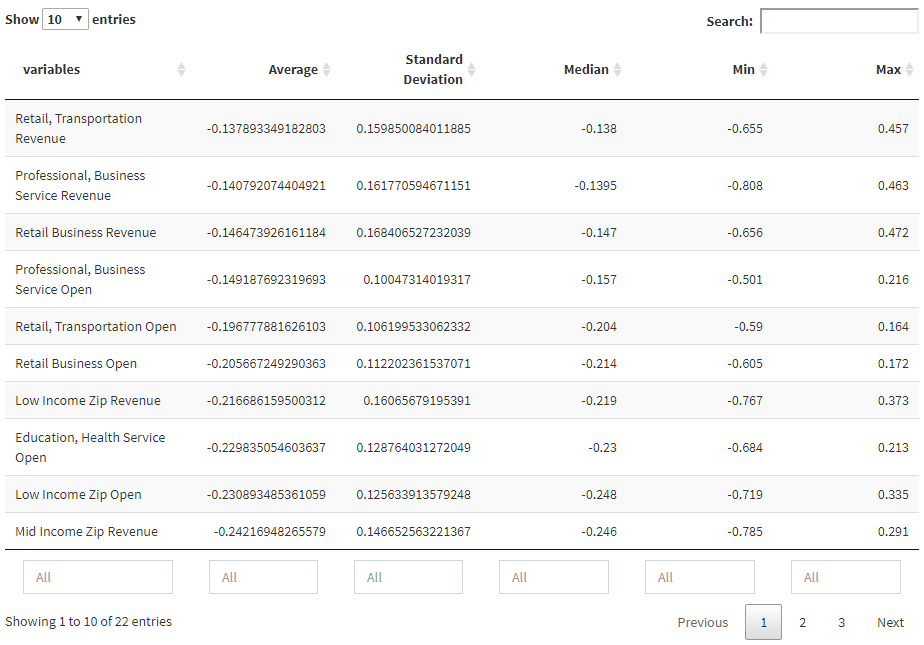 Show 10 entries Search:
variables Average Standard Deviation Median Min Max
Retail, Transportation
Revenue -0.137893349182803 0.159850084011885 -0.138 -0.655 0.457
Professional, Business
Service Revenue -0.140792074404921 0.161770594671151 -0.1395 -0.808 0.463
Retail Business Revenue -0.146473926161184 0.168406527232039 -0.147 -0.656 0.472
Professional, Business
Service Open -0.149187692319693 0.10047314019317 -0.157 -0.501 0.216
Retail, Transportation Open -0.196777881626103 0.106199533062332 -0.204 -0.59 0.164
Retail Business Open -0.205667249290363 0.112202361537071 -0.214 -0.605 0.172
Low Income Zip Revenue -0.216686159500312 0.16065679195391 -0.219 -0.767 0.373
Education, Health Service
Open -0.229835054603637 0.128764031272049 -0.23 -0.684 0.213
Low Income Zip Open -0.230893485361059 0.125633913579248 -0.248 -0.719 0.335
Mid Income Zip Revenue -0.24216948265579 0.146652563221367 -0.246 -0.785 0.291
All All All All All All
Showing 1 to 10 of 22 entries Previous 1 2 3 Next